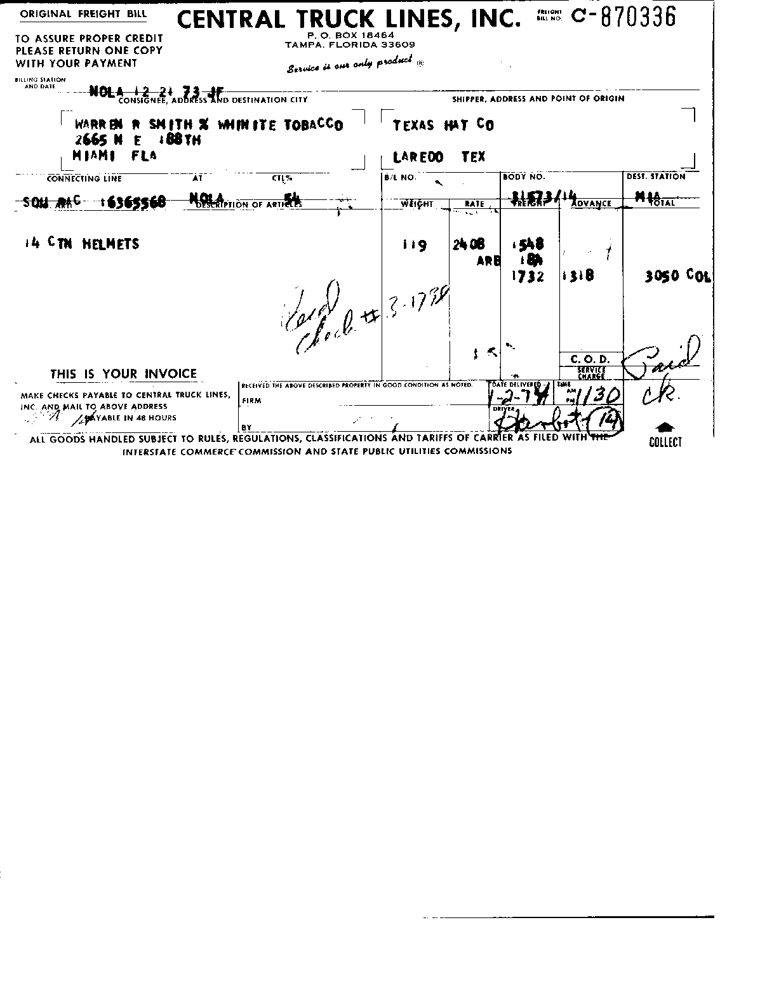 ORIGINAL FREIGHT BILL
CENTRAL TRUCK LINES, INC.
FREIGHT BILL NO. C-870336
P. O. BOX 18464
TAMPA, FLORIDA 33609
Service is our only product
TO ASSURE PROPER CREDIT
PLEASE RETURN ONE COPY
WITH YOUR PAYMENT
BILLING STATION
AND DATE
NOLA 12 21 73 JF
CONSIGNEE, ADDRESS AND DESTINATION CITY
SHIPPER, ADDRESS AND POINT OF ORIGIN
WARREN R SMITH % WHINITE TOBACCO
2665 N E 188TH
MIAMI FLA
TEXAS HAT CO
LAREDO TEX
CONNECTING LINE AT CTL% B/L NO. BODY NO. DEST. STATION
16365568 NOLA 54 31573/14 MIA
DESCRIPTION OF ARTICLES WEIGHT RATE FREIGHT ADVANCE TOTAL
14 CTN HELMETS 119 2408 1548
ARB 184
1732 1318 3050 COL
Check # 3-1738
C. O. D.
SERVICE
CHARGE
Paid
ck.
THIS IS YOUR INVOICE
MAKE CHECKS PAYABLE TO CENTRAL TRUCK LINES,
INC. AND MAIL TO ABOVE ADDRESS
PAYABLE IN 48 HOURS
RECEIVED THE ABOVE DESCRIBED PROPERTY IN GOOD CONDITION AS NOTED.
FIRM
BY
DATE DELIVERED
1-2-74
TIME
AM
PM
1130
DRIVER
(14)
COLLECT
ALL GOODS HANDLED SUBJECT TO RULES, REGULATIONS, CLASSIFICATIONS AND TARIFFS OF CARRIER AS FILED WITH THE
INTERSTATE COMMERCE COMMISSION AND STATE PUBLIC UTILITIES COMMISSIONS